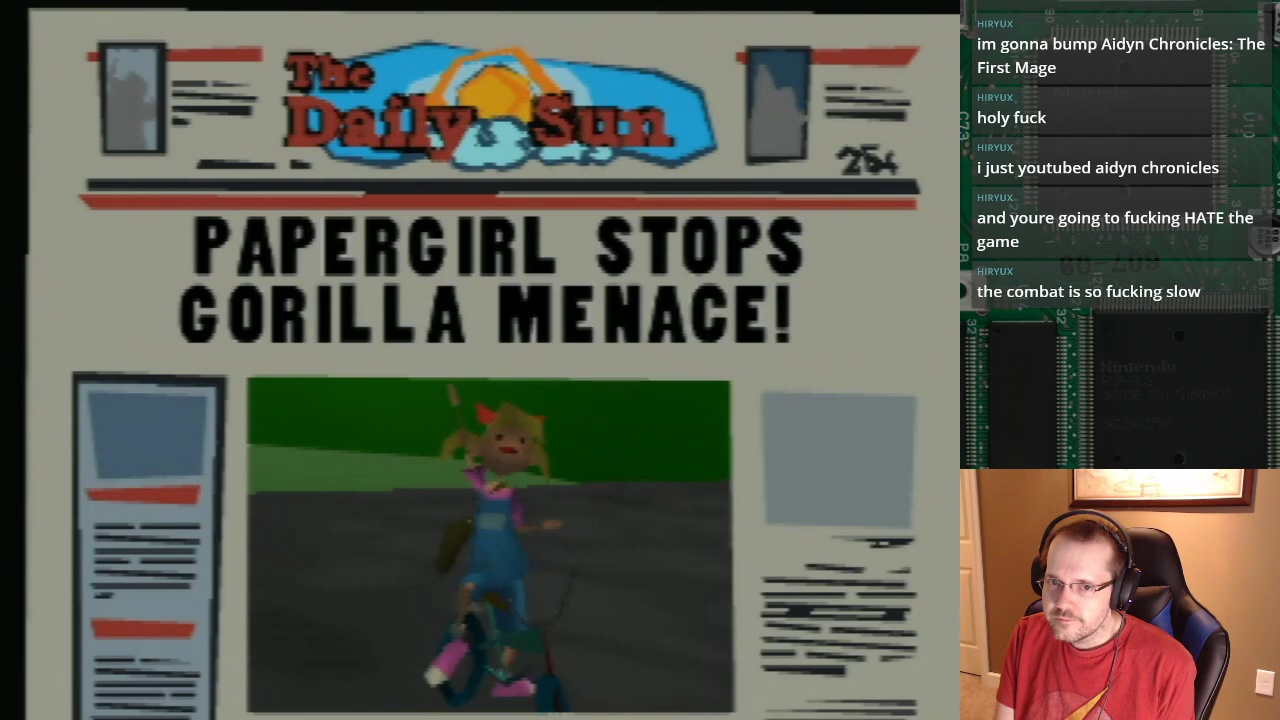 The
Daily Sun
25¢
PAPERGIRL STOPS
GORILLA MENACE!
HIRYUX
im gonna bump Aidyn Chronicles: The
First Mage
HIRYUX
holy fuck
HIRYUX
i just youtubed aidyn chronicles
HIRYUX
and youre going to fucking HATE the
game
HIRYUX
the combat is so fucking slow
Nintendo